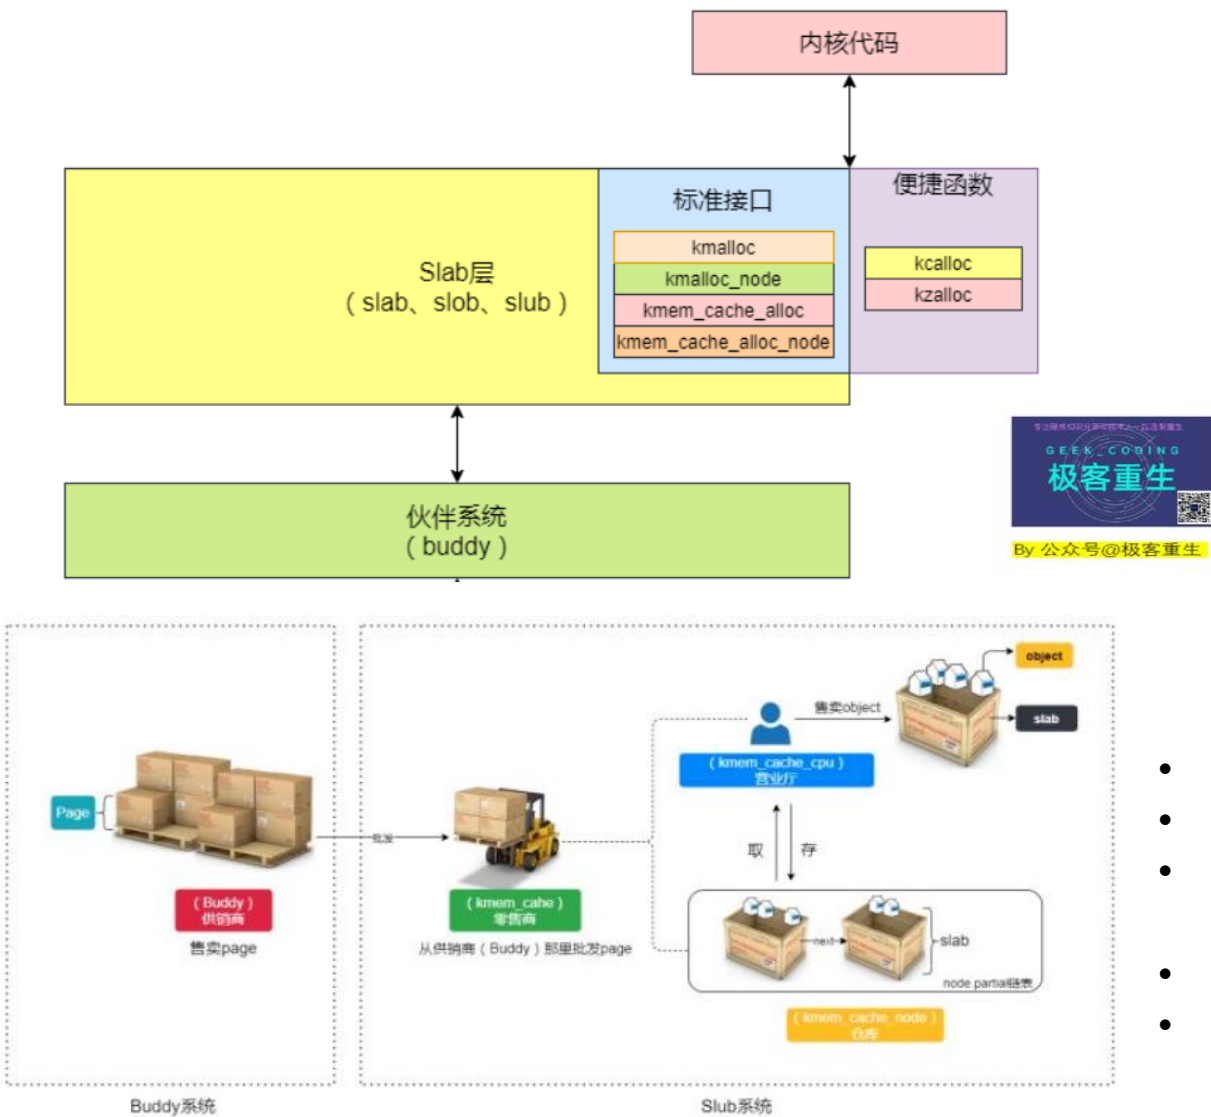 内核代码
标准接口
便捷函数
kmalloc
kmalloc_node
kmem_cache_alloc
kmem_cache_alloc_node
kcalloc
kzalloc
Slab层
（slab、slob、slub）
伙伴系统
（buddy）
GEEK_CODING
极客重生
By 公众号@极客重生
object
售卖object
slab
（kmem_cache_cpu）
营业厅
Page
批发
取
存
（Buddy）
供销商
售卖page
（kmem_cahe）
零售商
从供销商（Buddy）那里批发page
next
slab
node partial链表
（kmem_cache_node）
仓库
Buddy系统
Slub系统